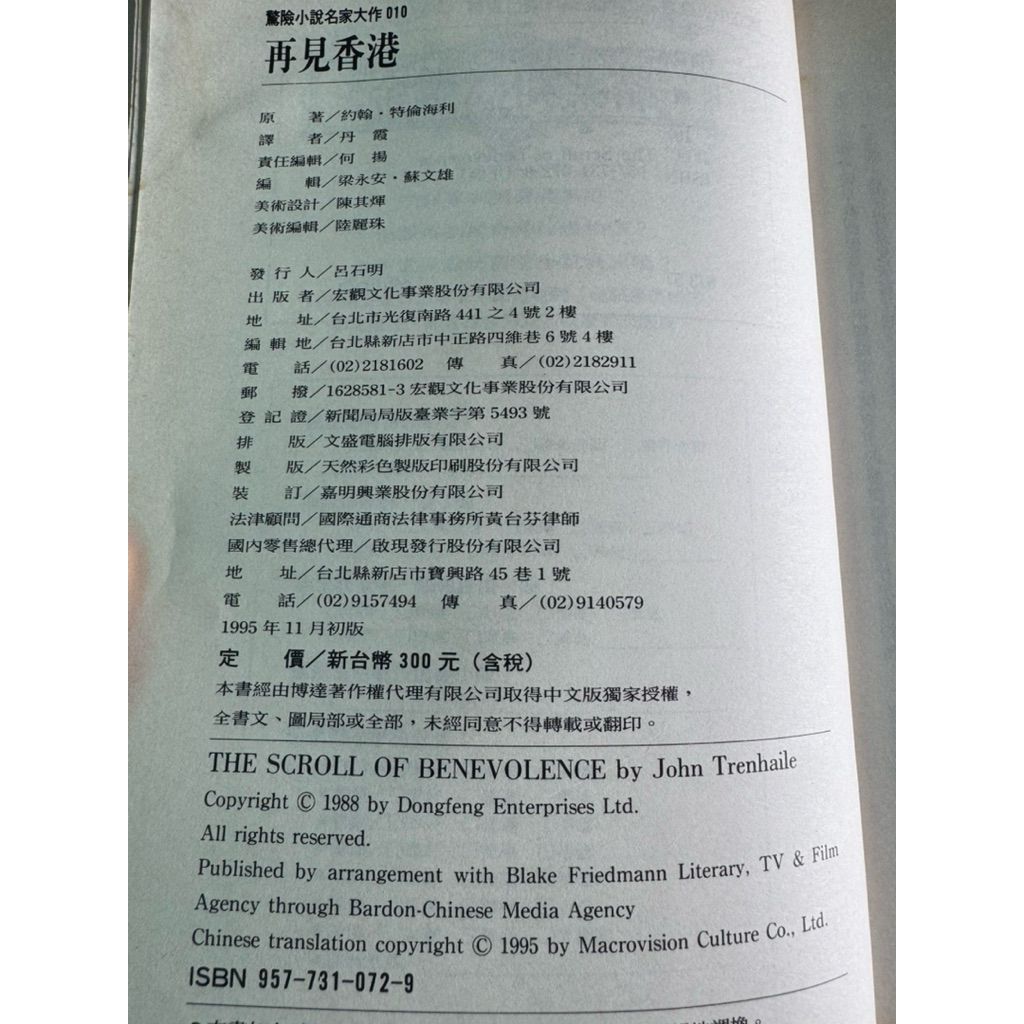 驚險小說名家大作010
再見香港
原　著／約翰・特倫海利
譯　者／丹　霞
責任編輯／何　揚
編　輯／梁永安・蘇文雄
美術設計／陳其煇
美術編輯／陸麗珠
發 行 人／呂石明
出 版 者／宏觀文化事業股份有限公司
地　址／台北市光復南路 441 之 4 號 2 樓
編 輯 地／台北縣新店市中正路四維巷 6 號 4 樓
電　話／(02)2181602　傳　真／(02)2182911
郵　撥／1628581-3 宏觀文化事業股份有限公司
登 記 證／新聞局局版臺業字第 5493 號
排　版／文盛電腦排版有限公司
製　版／天然彩色製版印刷股份有限公司
裝　訂／嘉明興業股份有限公司
法律顧問／國際通商法律事務所黃台芬律師
國內零售總代理／啟現發行股份有限公司
地　址／台北縣新店市寶興路 45 巷 1 號
電　話／(02)9157494　傳　真／(02)9140579
1995 年 11 月初版
定　價／新台幣 300 元（含稅）
本書經由博達著作權代理有限公司取得中文版獨家授權，
全書文、圖局部或全部，未經同意不得轉載或翻印。
THE SCROLL OF BENEVOLENCE by John Trenhaile
Copyright © 1988 by Dongfeng Enterprises Ltd.
All rights reserved.
Published by arrangement with Blake Friedmann Literary, TV & Film
Agency through Bardon-Chinese Media Agency
Chinese translation copyright © 1995 by Macrovision Culture Co., Ltd.
ISBN 957-731-072-9